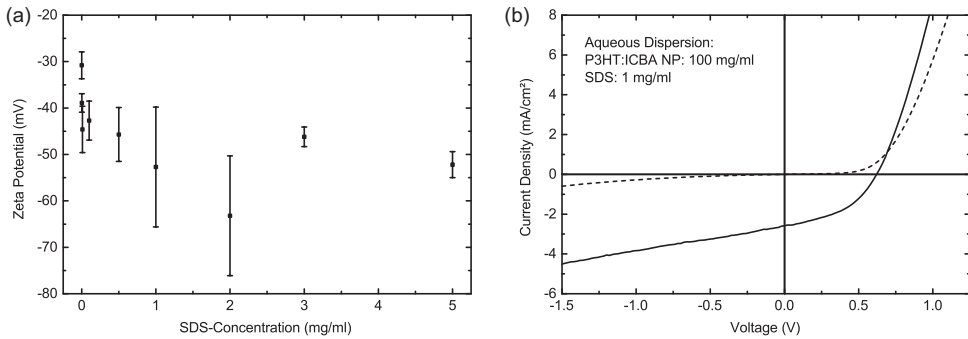 (a)
-20
-30
-40
-50
-60
-70
-80
Zeta Potential (mV)
0 1 2 3 4 5
SDS-Concentration (mg/ml)
(b)
8
6
4
2
0
-2
-4
-6
Current Density (mA/cm²)
Aqueous Dispersion:
P3HT:ICBA NP: 100 mg/ml
SDS: 1 mg/ml
-1.5 -1.0 -0.5 0.0 0.5 1.0
Voltage (V)